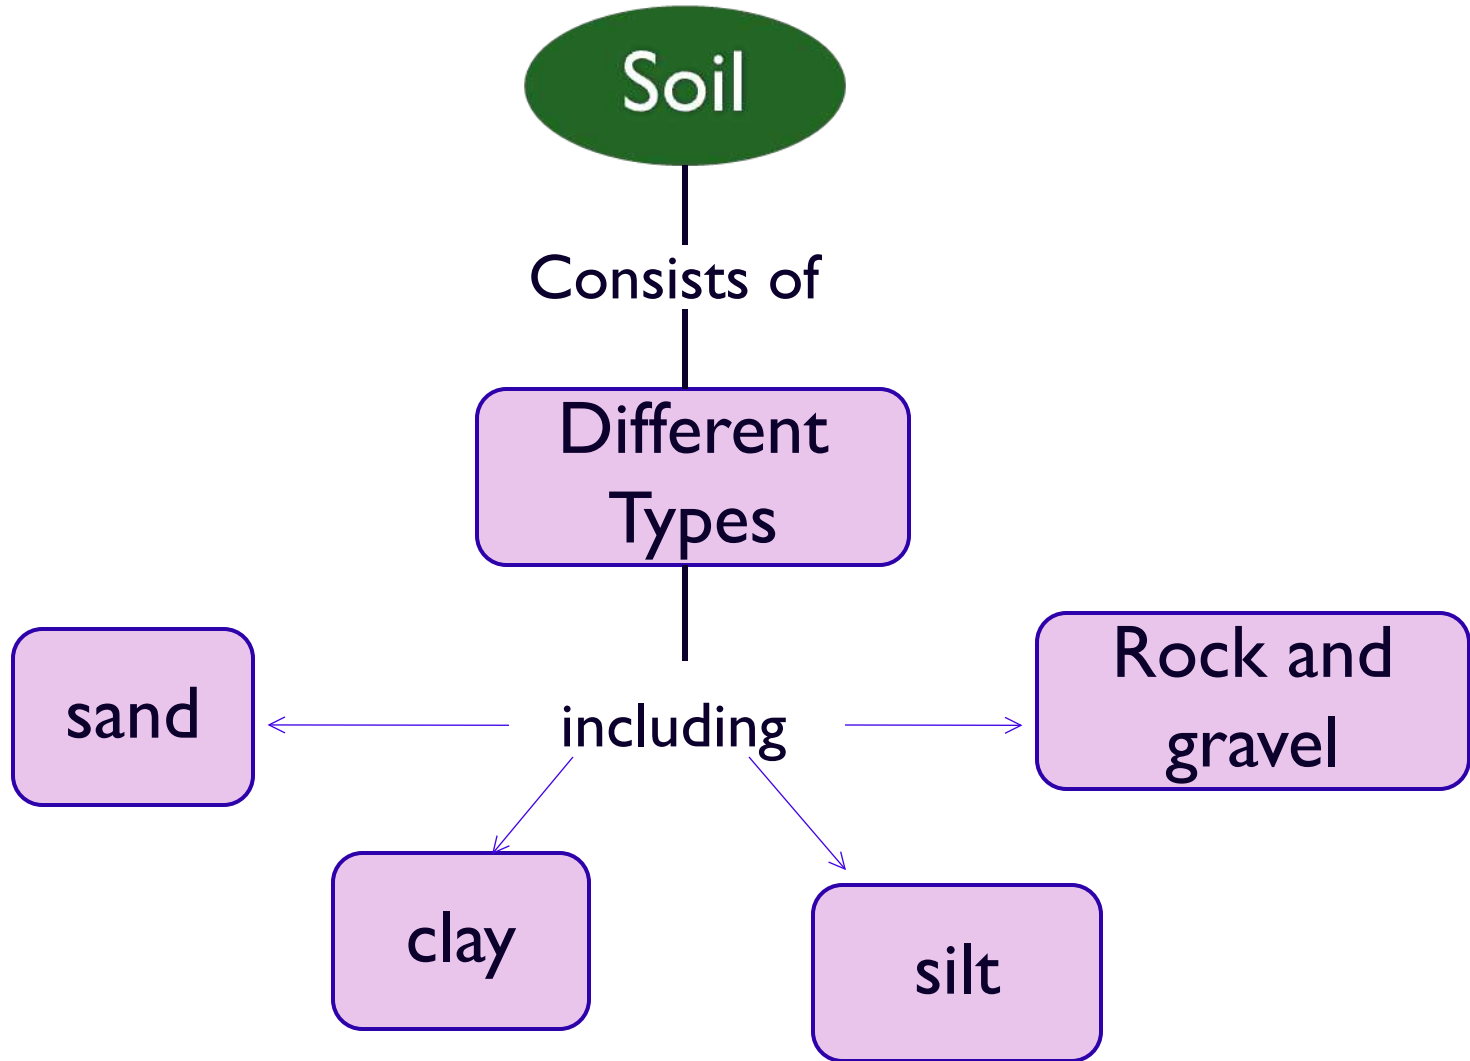 Soil
Consists of
Different
Types
sand
including
Rock and
gravel
clay
silt